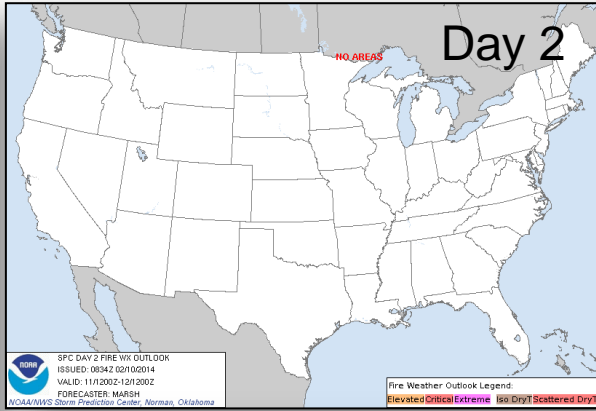 Day 2
NO AREAS
SPC DAY 2 FIRE WX OUTLOOK
ISSUED: 0834Z 02/10/2014
VALID: 11/1200Z-12/1200Z
FORECASTER: MARSH
NOAA/NWS Storm Prediction Center, Norman, Oklahoma
NOAA
Fire Weather Outlook Legend:
Elevated Critical Extreme Iso DryT Scattered DryT